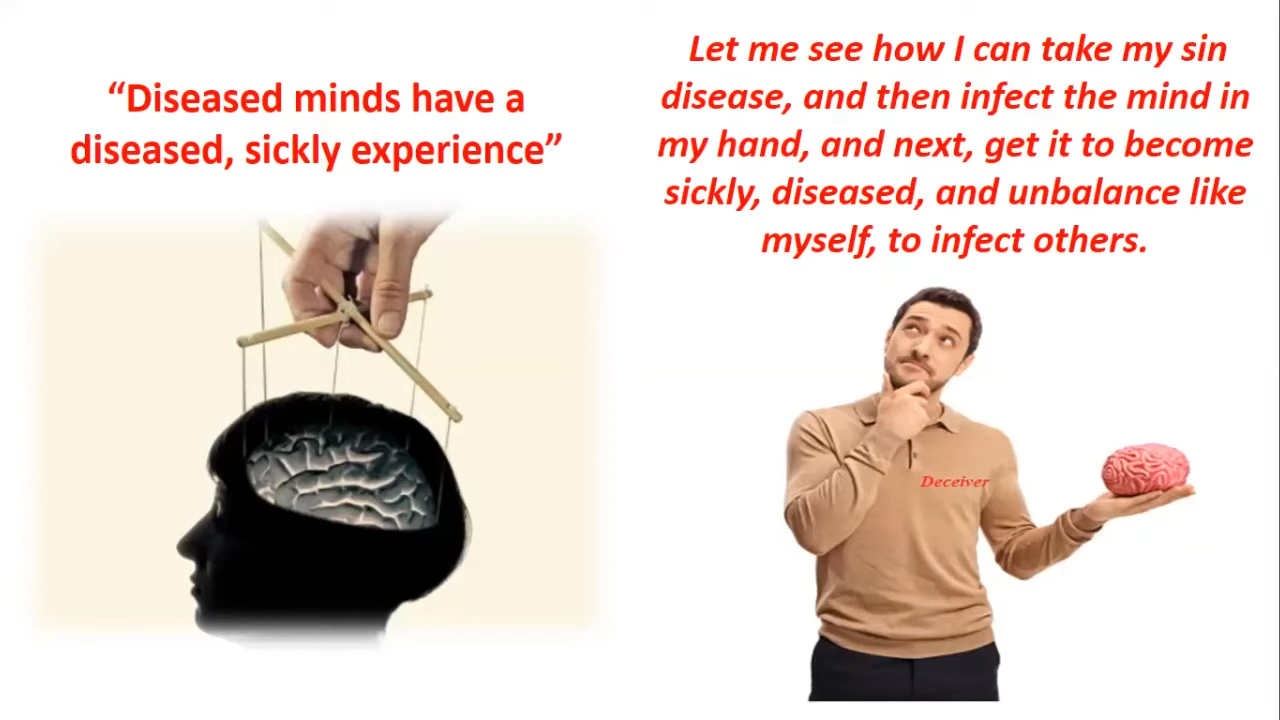 “Diseased minds have a
diseased, sickly experience”
Let me see how I can take my sin
disease, and then infect the mind in
my hand, and next, get it to become
sickly, diseased, and unbalance like
myself, to infect others.
Deceiver